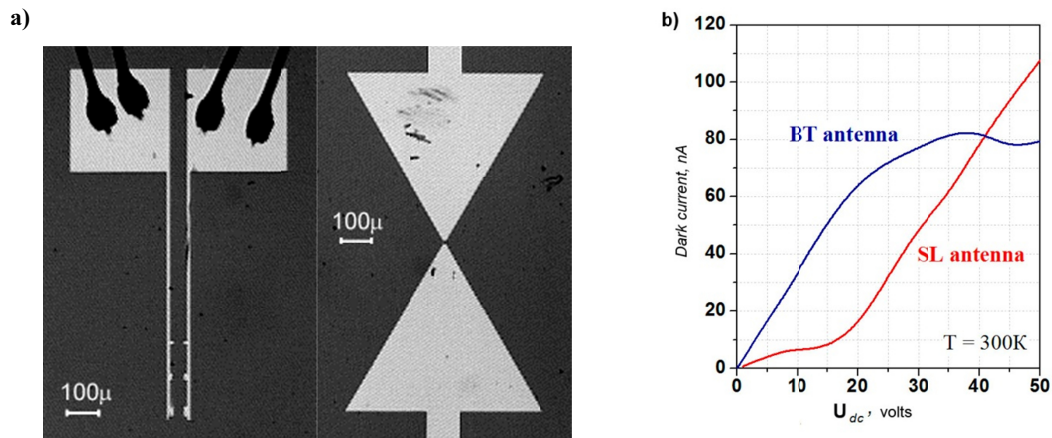 a)
100μ
100μ
b)
120
100
80
60
40
20
0
Dark current, nA
BT antenna
SL antenna
T = 300K
0 10 20 30 40 50
U dc , volts